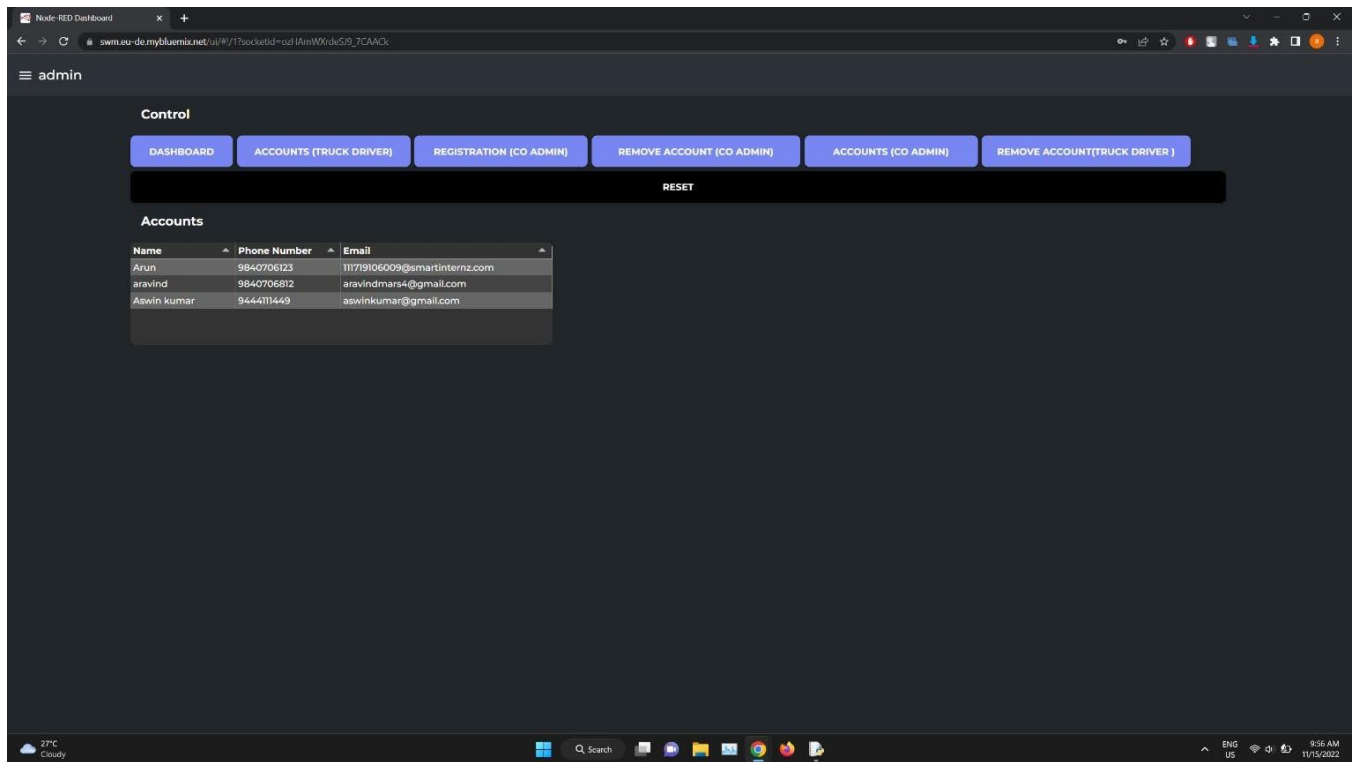 Node-RED Dashboard
swm.eu-de.mybluemix.net/ui/#!/1?socketid=
admin
Control
DASHBOARD ACCOUNTS (TRUCK DRIVER) REGISTRATION (CO ADMIN) REMOVE ACCOUNT (CO ADMIN) ACCOUNTS (CO ADMIN) REMOVE ACCOUNT(TRUCK DRIVER )
RESET
Accounts
Name Phone Number Email
Arun 9840706123 111719106009@smartinternz.com
aravind 9840706812 aravindmars4@gmail.com
Aswin kumar 9444111449 aswinkumar@gmail.com
27°C
Cloudy
Search
ENG
US
9:56 AM
11/15/2022